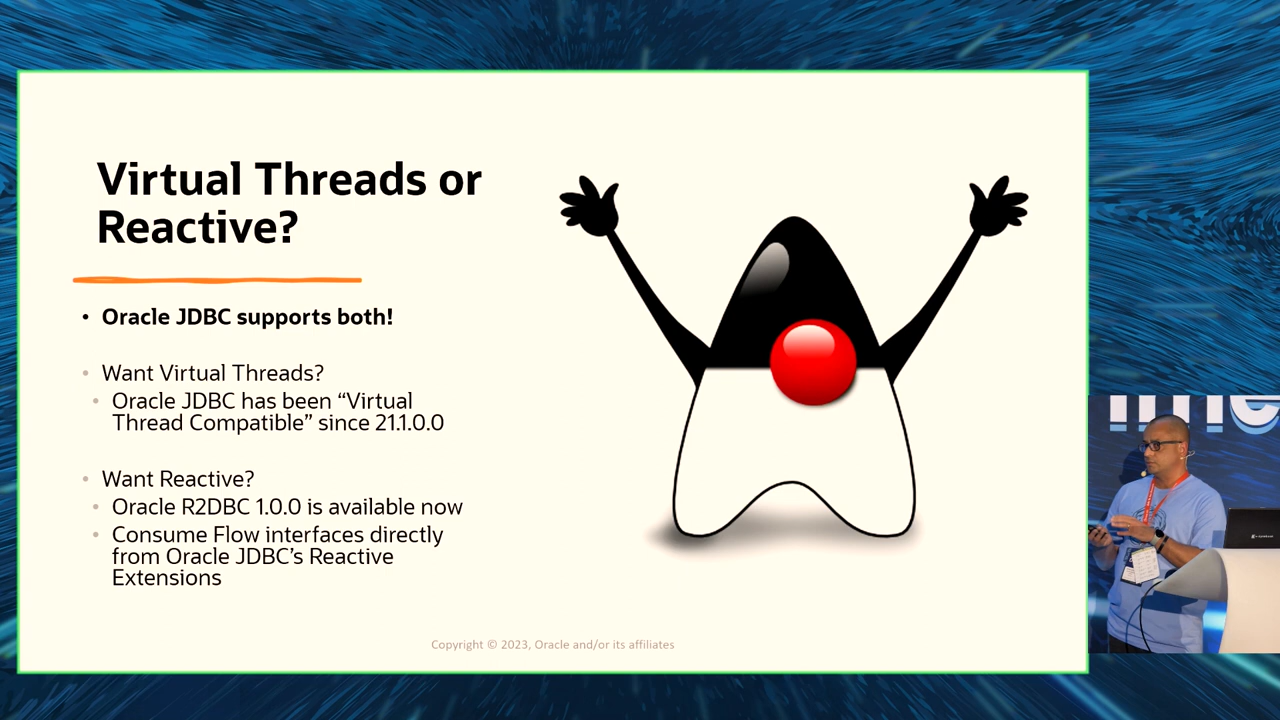 Virtual Threads or
Reactive?
• Oracle JDBC supports both!
• Want Virtual Threads?
• Oracle JDBC has been “Virtual
Thread Compatible” since 21.1.0.0
• Want Reactive?
• Oracle R2DBC 1.0.0 is available now
• Consume Flow interfaces directly
from Oracle JDBC’s Reactive
Extensions
Copyright © 2023, Oracle and/or its affiliates